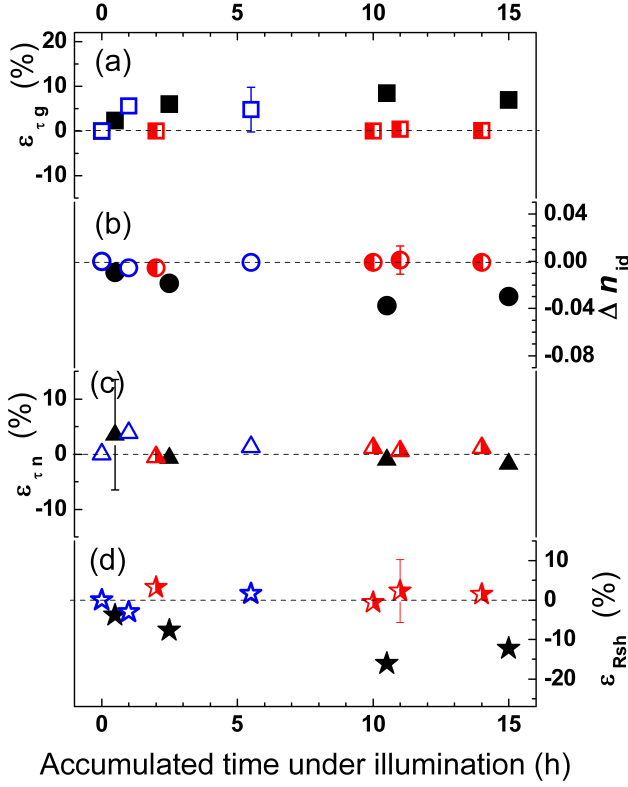 0 5 10 15
(a)
20
10
0
-10
ε τ g (%)
(b)
0.04
0.00
-0.04
-0.08
Δ n id
(c)
10
0
-10
ε τ n (%)
(d)
10
0
-10
-20
ε Rsh (%)
0 5 10 15
Accumulated time under illumination (h)